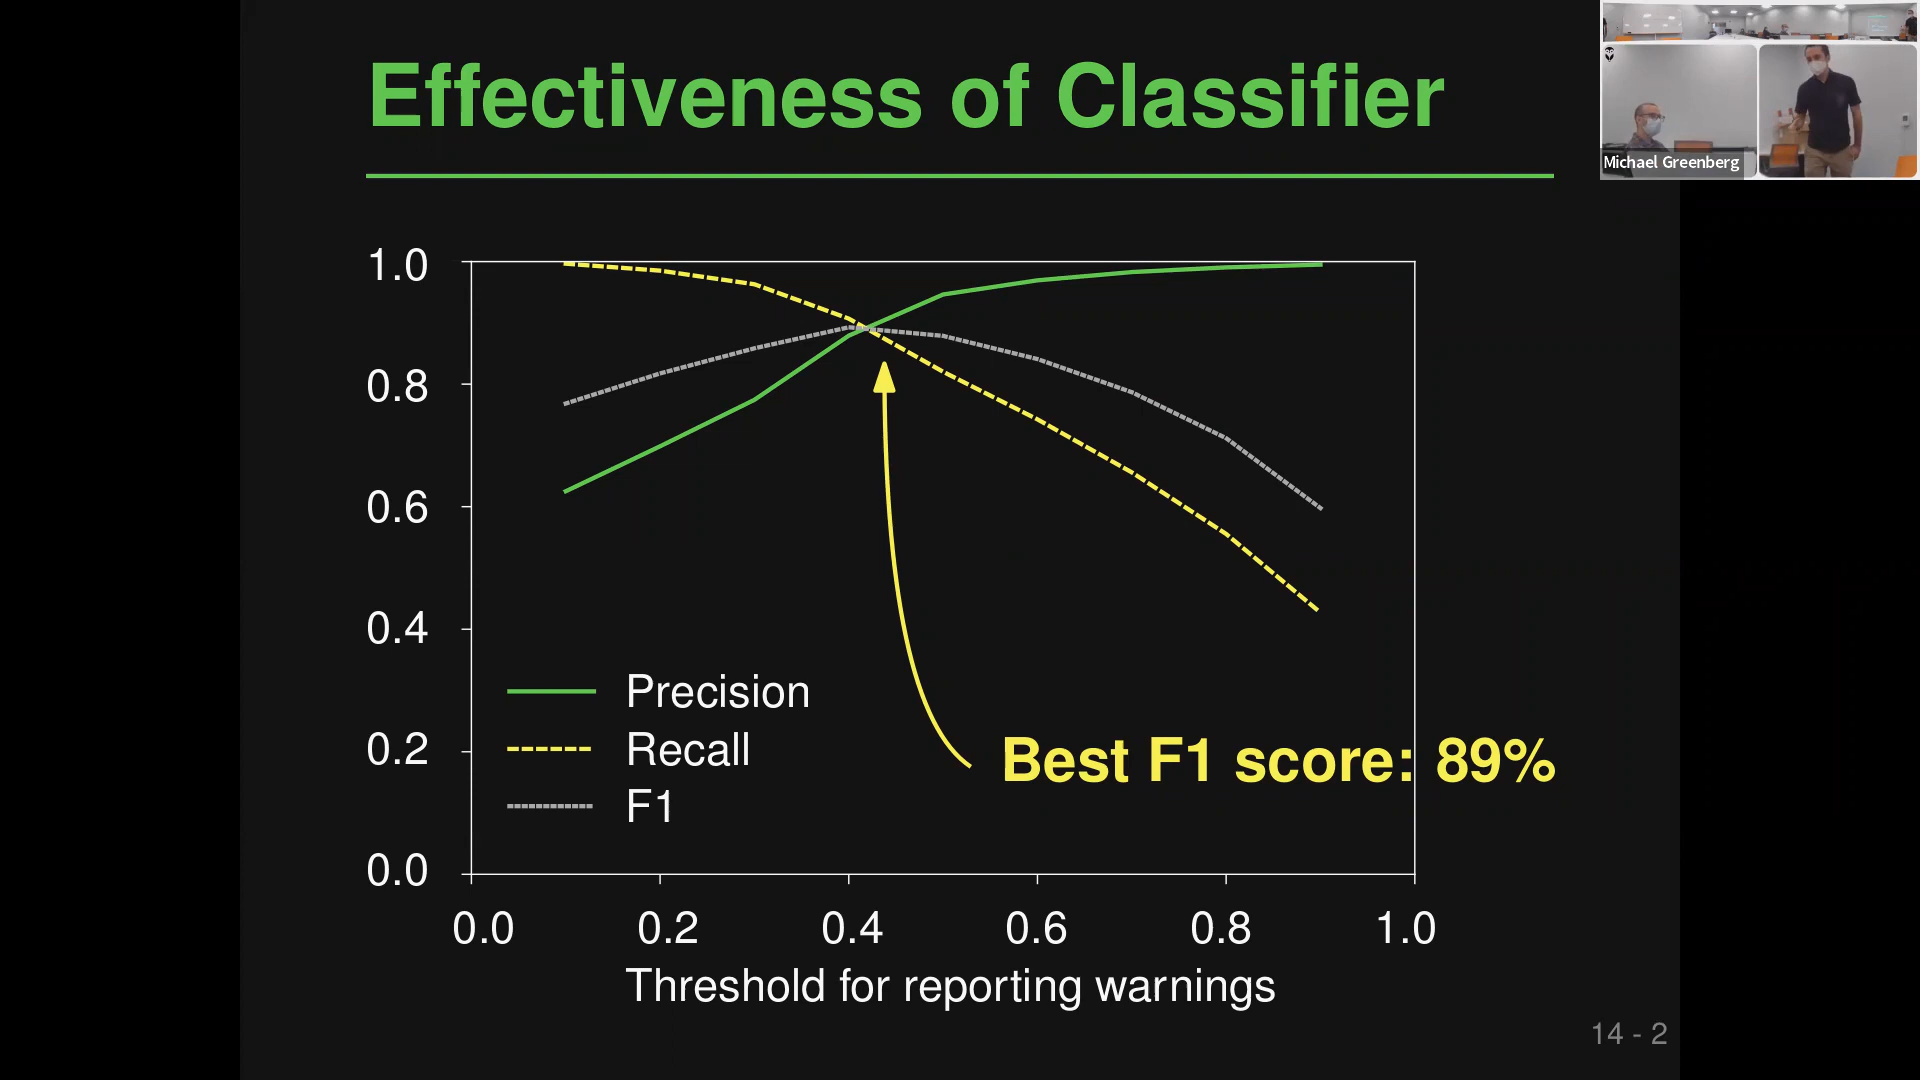 Effectiveness of Classifier
Michael Greenberg
1.0
0.8
0.6
0.4
0.2
0.0
Precision
Recall
F1
Best F1 score: 89%
0.0 0.2 0.4 0.6 0.8 1.0
Threshold for reporting warnings
14 - 2